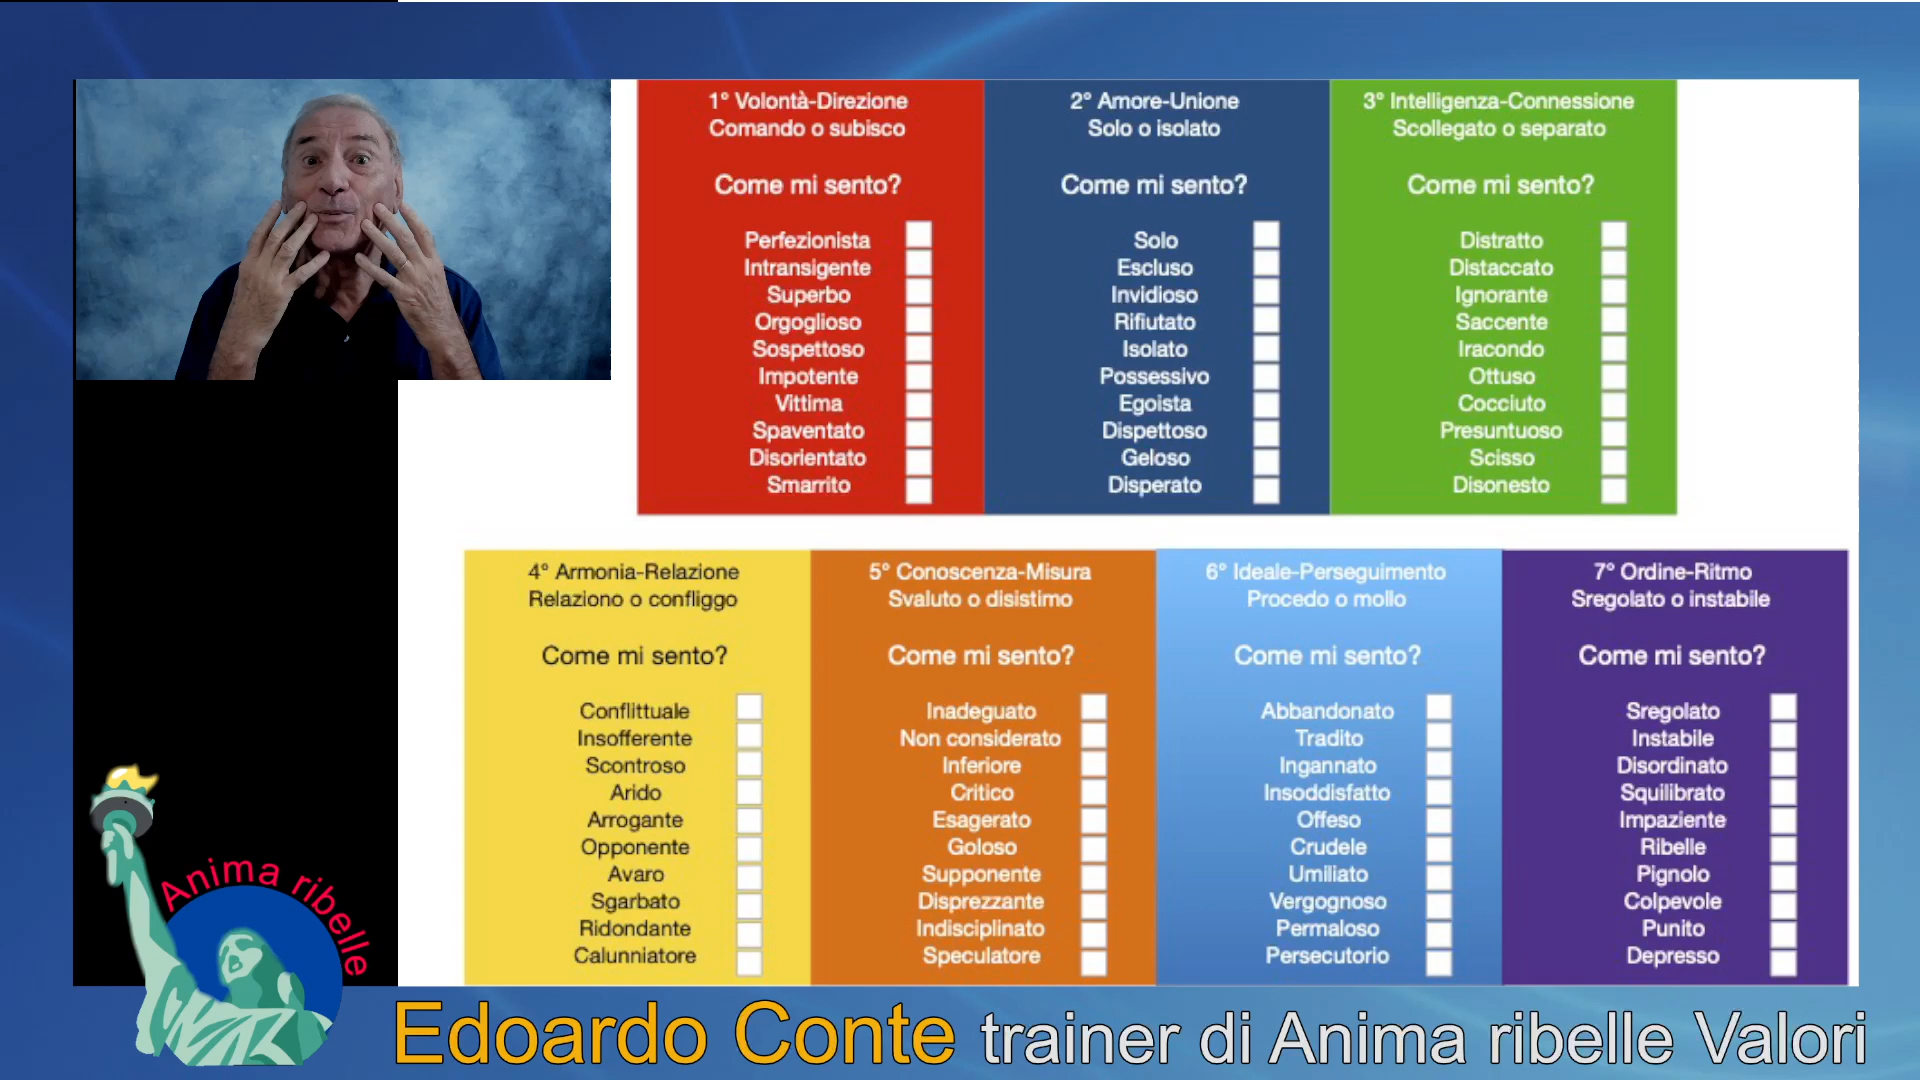 1° Volontà-Direzione
Comando o subisco
Come mi sento?
Perfezionista
Intransigente
Superbo
Orgoglioso
Sospettoso
Impotente
Vittima
Spaventato
Disorientato
Smarrito
2° Amore-Unione
Solo o isolato
Come mi sento?
Solo
Escluso
Invidioso
Rifiutato
Isolato
Possessivo
Egoista
Dispettoso
Geloso
Disperato
3° Intelligenza-Connessione
Scollegato o separato
Come mi sento?
Distratto
Distaccato
Ignorante
Saccente
Iracondo
Ottuso
Cocciuto
Presuntuoso
Scisso
Disonesto
4° Armonia-Relazione
Relaziono o confliggo
Come mi sento?
Conflittuale
Insofferente
Scontroso
Arido
Arrogante
Opponente
Avaro
Sgarbato
Ridondante
Calunniatore
5° Conoscenza-Misura
Svaluto o disistimo
Come mi sento?
Inadeguato
Non considerato
Inferiore
Critico
Esagerato
Goloso
Supponente
Disprezzante
Indisciplinato
Speculatore
6° Ideale-Perseguimento
Procedo o mollo
Come mi sento?
Abbandonato
Tradito
Ingannato
Insoddisfatto
Offeso
Crudele
Umiliato
Vergognoso
Permaloso
Persecutorio
7° Ordine-Ritmo
Sregolato o instabile
Come mi sento?
Sregolato
Instabile
Disordinato
Squilibrato
Impaziente
Ribelle
Pignolo
Colpevole
Punito
Depresso
Anima ribelle
Edoardo Conte trainer di Anima ribelle Valori